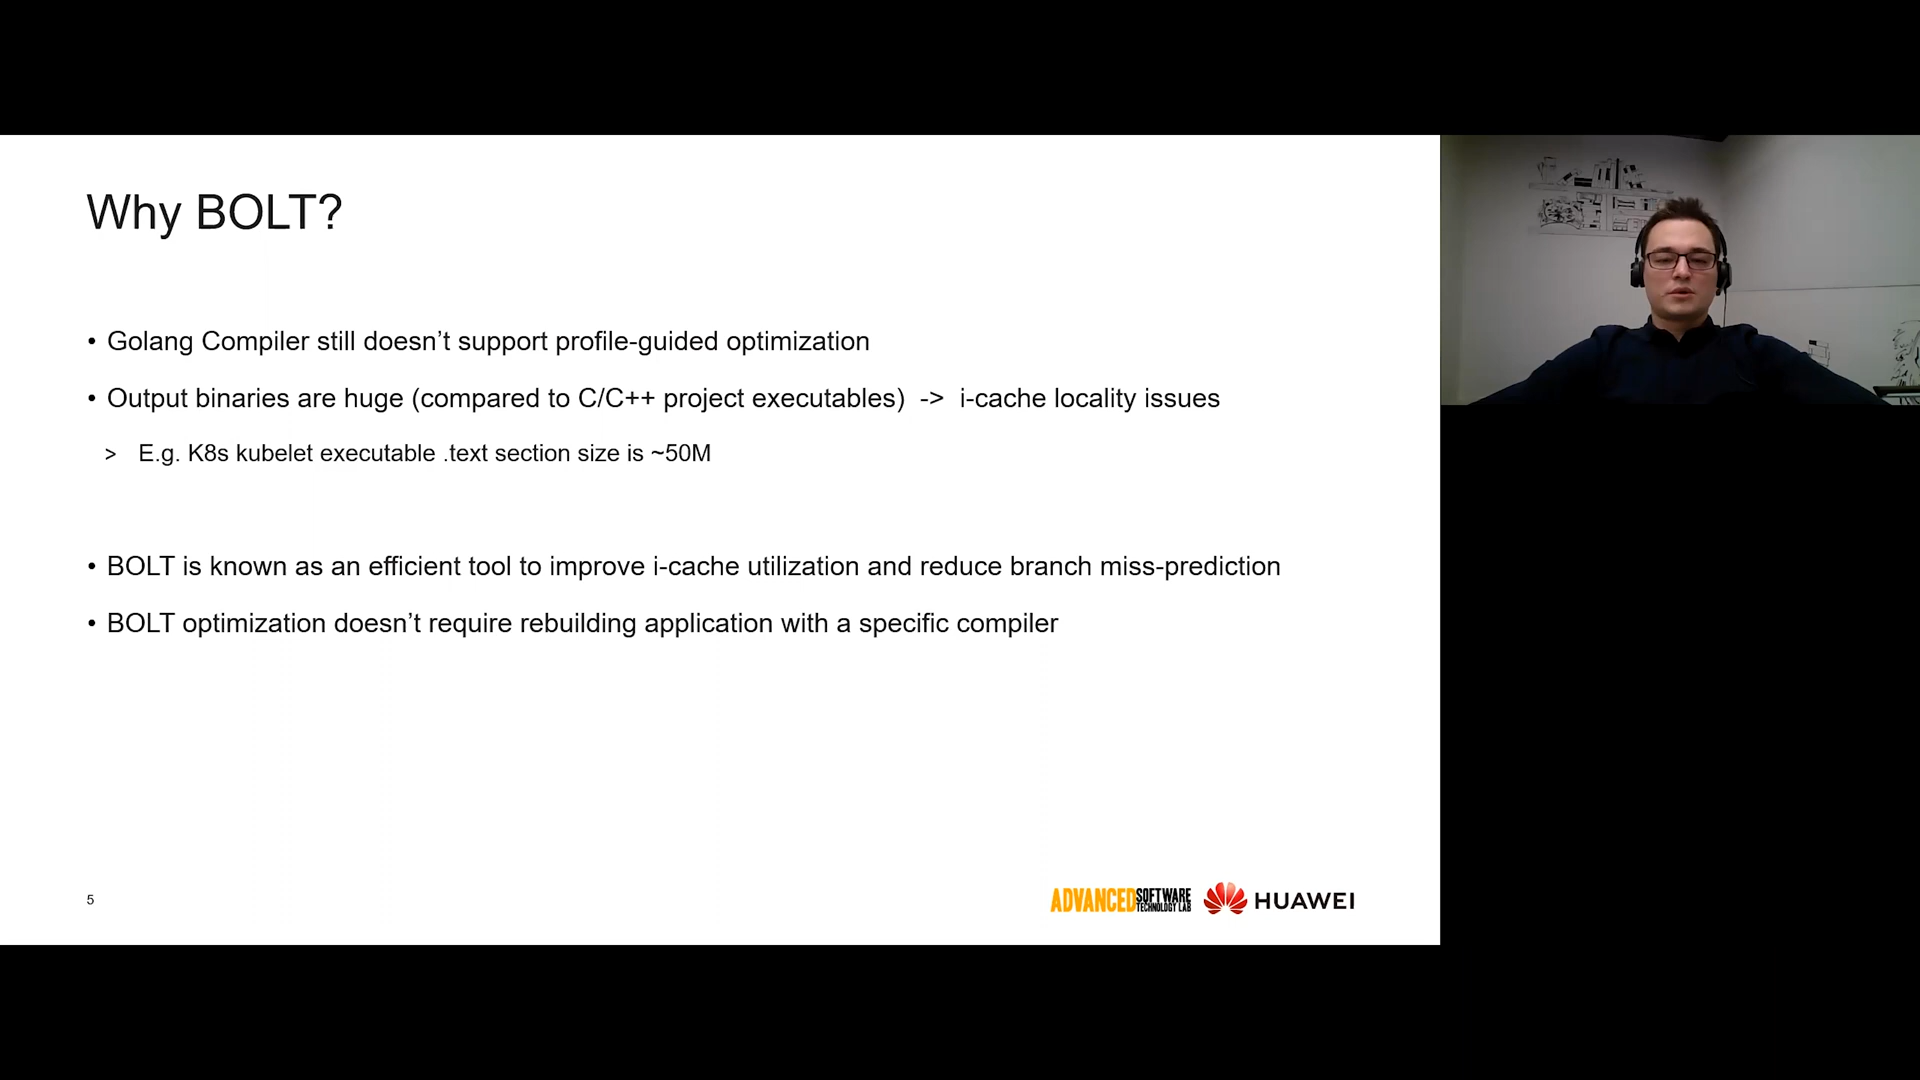 Why BOLT?
• Golang Compiler still doesn’t support profile-guided optimization
• Output binaries are huge (compared to C/C++ project executables) -> i-cache locality issues
> E.g. K8s kubelet executable .text section size is ~50M
• BOLT is known as an efficient tool to improve i-cache utilization and reduce branch miss-prediction
• BOLT optimization doesn’t require rebuilding application with a specific compiler
5
ADVANCED SOFTWARE TECHNOLOGY LAB
HUAWEI